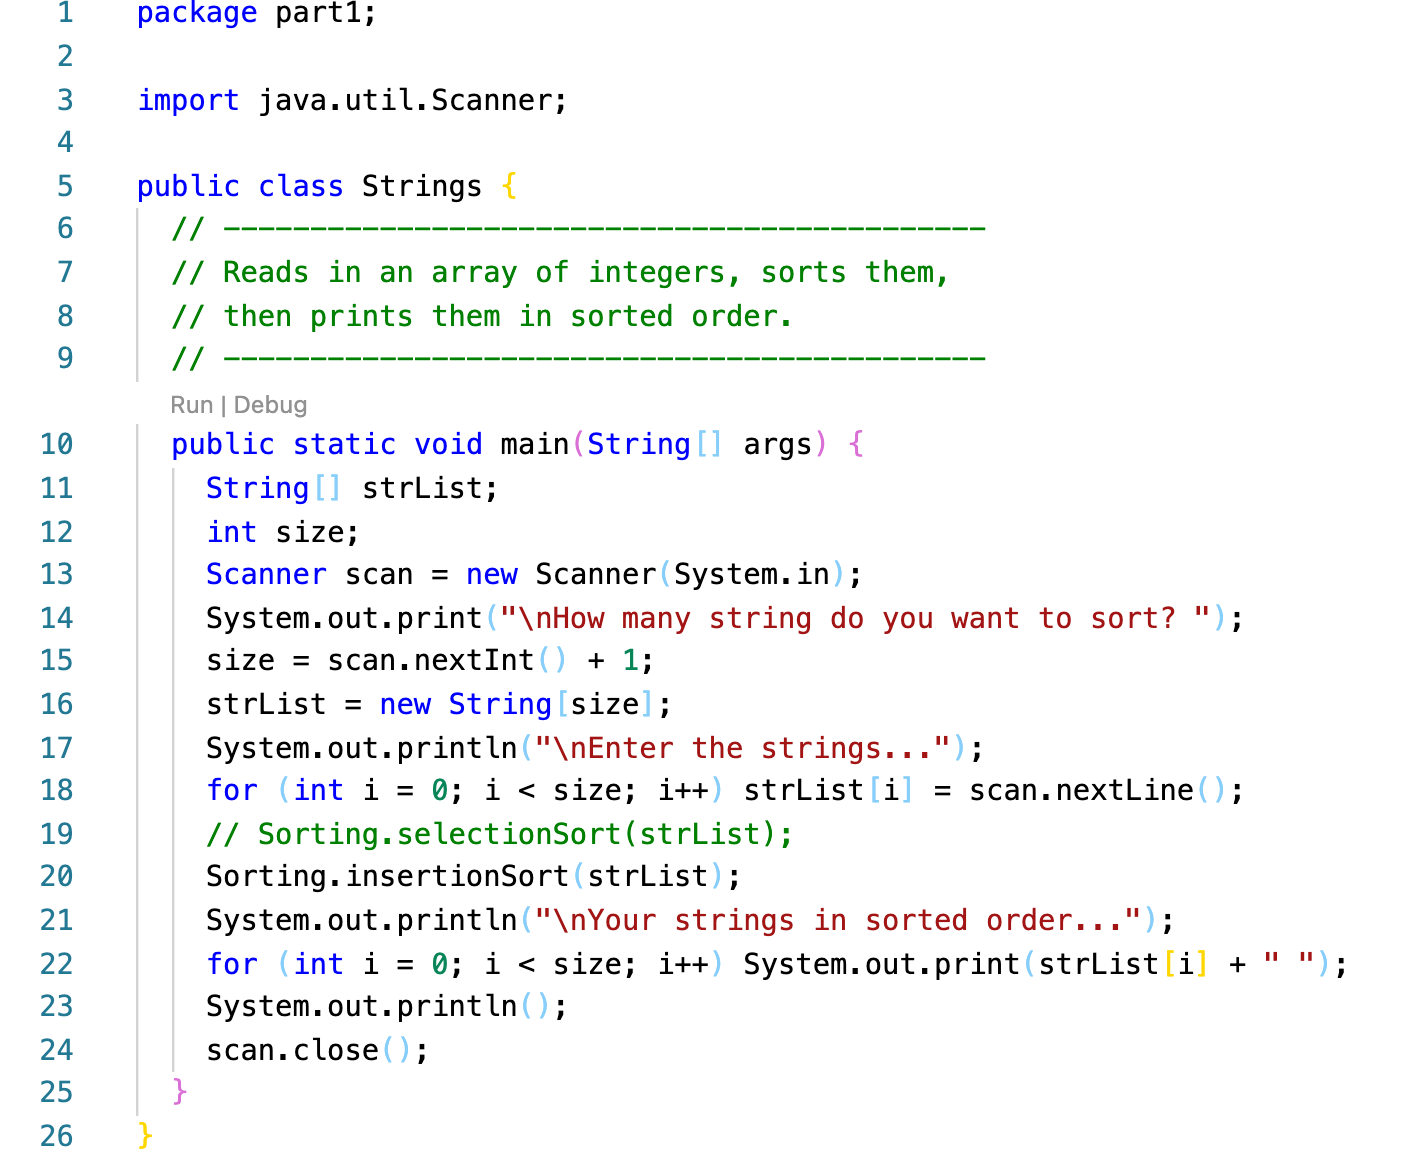 1 package part1;
2
3 import java.util.Scanner;
4
5 public class Strings {
6 // --------------------------------------------
7 // Reads in an array of integers, sorts them,
8 // then prints them in sorted order.
9 // --------------------------------------------
Run | Debug
10 public static void main(String[] args) {
11 String[] strList;
12 int size;
13 Scanner scan = new Scanner(System.in);
14 System.out.print("\nHow many string do you want to sort? ");
15 size = scan.nextInt() + 1;
16 strList = new String[size];
17 System.out.println("\nEnter the strings...");
18 for (int i = 0; i < size; i++) strList[i] = scan.nextLine();
19 // Sorting.selectionSort(strList);
20 Sorting.insertionSort(strList);
21 System.out.println("\nYour strings in sorted order...");
22 for (int i = 0; i < size; i++) System.out.print(strList[i] + " ");
23 System.out.println();
24 scan.close();
25 }
26 }